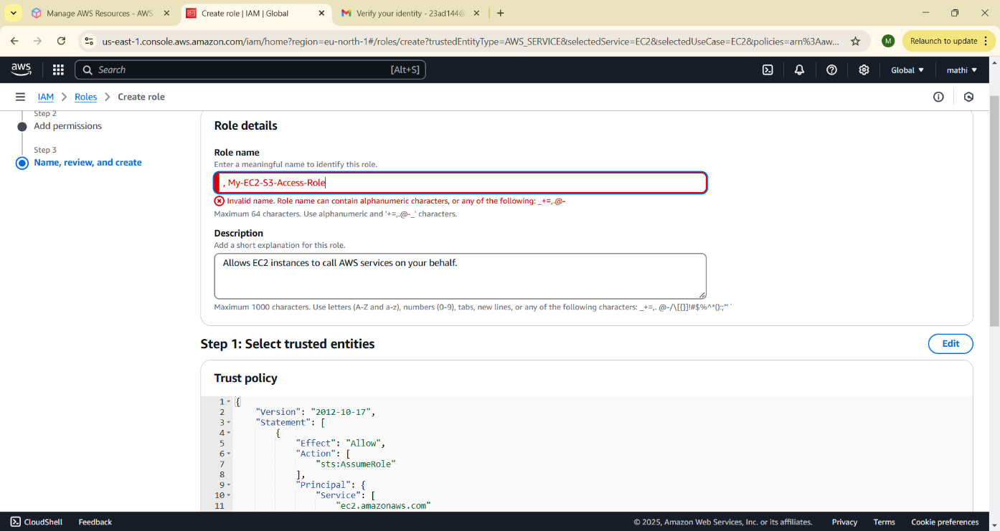 Manage AWS Resources - AWS
Create role | IAM | Global
Verify your identity - 23ad144@
us-east-1.console.aws.amazon.com/iam/home?region=eu-north-1#/roles/create?trustedEntityType=AWS_SERVICE&selectedService=EC2&selectedUseCase=EC2&policies=arn%3Aaw...
M
Relaunch to update
aws
Search
[Alt+S]
Global
mathi
IAM
Roles
Create role
Step 2
Add permissions
Step 3
Name, review, and create
Role details
Role name
Enter a meaningful name to identify this role.
, My-EC2-S3-Access-Role
Invalid name. Role name can contain alphanumeric characters, or any of the following: _+=,.@-
Maximum 64 characters. Use alphanumeric and '+=,.@-_' characters.
Description
Add a short explanation for this role.
Allows EC2 instances to call AWS services on your behalf.
Maximum 1000 characters. Use letters (A-Z and a-z), numbers (0-9), tabs, new lines, or any of the following characters: _+=,. @-/\[{}]!#$%^*();:"'`
Step 1: Select trusted entities
Edit
Trust policy
1 {
2 "Version": "2012-10-17",
3 "Statement": [
4 {
5 "Effect": "Allow",
6 "Action": [
7 "sts:AssumeRole"
8 ],
9 "Principal": {
10 "Service": [
11 "ec2.amazonaws.com"
CloudShell
Feedback
© 2025, Amazon Web Services, Inc. or its affiliates.
Privacy
Terms
Cookie preferences